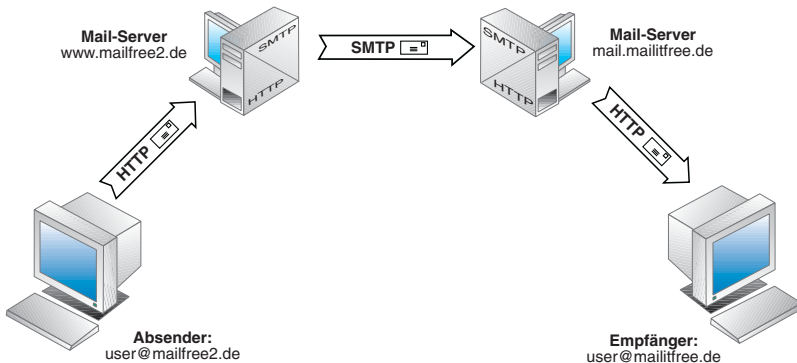 Mail-Server
www.mailfree2.de
SMTP
HTTP
SMTP
SMTP
HTTP
Mail-Server
mail.mailitfree.de
HTTP
HTTP
Absender:
user@mailfree2.de
Empfänger:
user@mailitfree.de